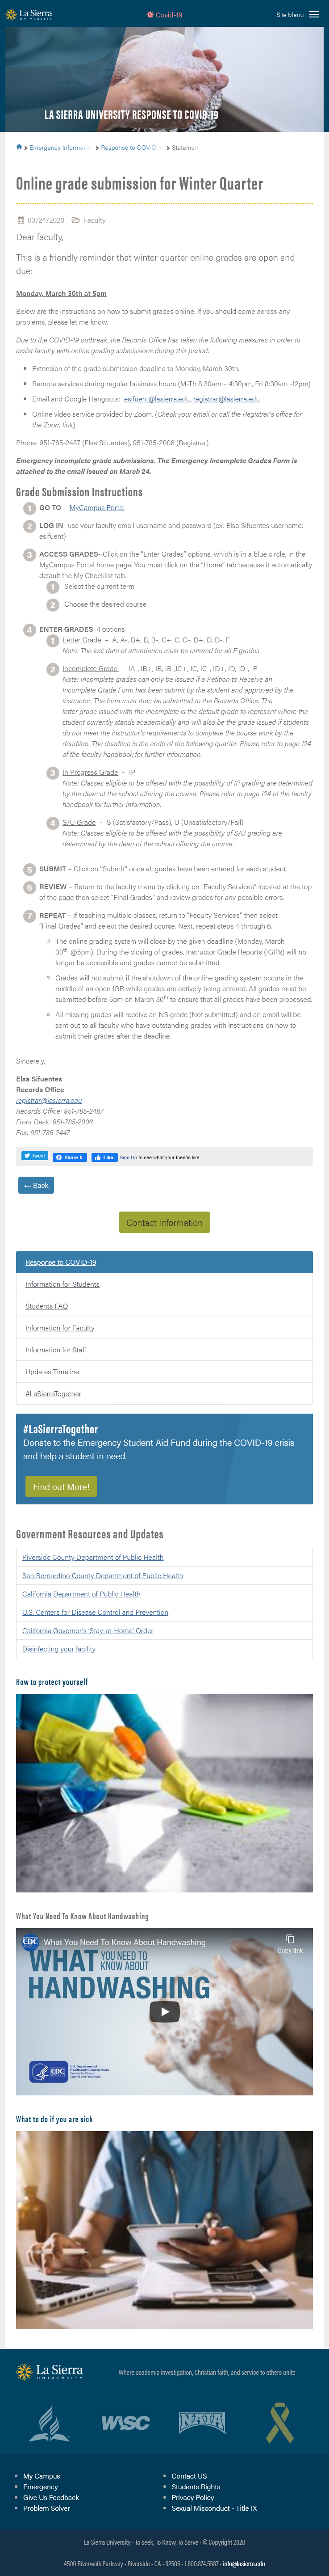 La Sierra
UNIVERSITY
Covid-19
Site Menu
LA SIERRA UNIVERSITY RESPONSE TO COVID-19
Emergency Informatio
Response to COVID-19
Statement
Online grade submission for Winter Quarter
03/24/2020 Faculty
Dear faculty,
This is a friendly reminder that winter quarter online grades are open and
due:
Monday, March 30th at 5pm
Below are the instructions on how to submit grades online. If you should come across any
problems, please let me know.
Due to the COVID-19 outbreak, the Records Office has taken the following measures in order to
assist faculty with online grading submissions during this period:
Extension of the grade submission deadline to Monday, March 30th.
Remote services during regular business hours (M-Th 8:30am – 4:30pm, Fri 8:30am -12pm)
Email and Google Hangouts: esifuent@lasierra.edu, registrar@lasierra.edu
Online video service provided by Zoom. (Check your email or call the Registrar's office for
the Zoom link)
Phone: 951-785-2487 (Elsa Sifuentes), 951-785-2006 (Registrar)
Emergency incomplete grade submissions. The Emergency Incomplete Grades Form is
attached to the email issued on March 24.
Grade Submission Instructions
1 GO TO - MyCampus Portal
2 LOG IN- use your faculty email username and password (ex: Elsa Sifuentes username:
esifuent)
3 ACCESS GRADES- Click on the "Enter Grades" options, which is in a blue circle, in the
MyCampus Portal home page. You must click on the "Home" tab because it automatically
default the My Checklist tab.
1 Select the current term
2 Choose the desired course
4 ENTER GRADES: 4 options
1 Letter Grade – A, A-, B+, B, B-, C+, C, C-, D+, D, D-, F
Note: The last date of attendance must be entered for all F grades
2 Incomplete Grade – IA-, IB+, IB, IB-,IC+, IC, IC-, ID+, ID, ID-, IF
Note: Incomplete grades can only be issued if a Petition to Receive an
Incomplete Grade Form has been submitted by the student and approved by the
instructor. The form must then be submitted to the Records Office. The
letter grade issued with the incomplete is the default grade to represent where the
student currently stands academically and will also be the grade issued if students
do not meet the instructor's requirements to complete the course work by
the deadline. The deadline is the end of the following quarter. Please refer to page 124
of the faculty handbook for further information.
3 In Progress Grade – IP
Note: Classes eligible to be offered with the possibility of IP grading are determined
by the dean of the school offering the course. Please refer to page 124 of the faculty
handbook for further information.
4 S/U Grade – S (Satisfactory/Pass), U (Unsatisfactory/Fail)
Note: Classes eligible to be offered with the possibility of S/U grading are
determined by the dean of the school offering the course.
5 SUBMIT – Click on "Submit" once all grades have been entered for each student.
6 REVIEW – Return to the faculty menu by clicking on "Faculty Services" located at the top
of the page then select "Final Grades" and review grades for any possible errors.
7 REPEAT – If teaching multiple classes, return to "Faculty Services" then select
"Final Grades" and select the desired course. Next, repeat steps 4 through 6.
The online grading system will close by the given deadline (Monday, March
30th @5pm). During the closing of grades, Instructor Grade Reports (IGR's) will no
longer be accessible and grades cannot be submitted.
Grades will not submit if the shutdown of the online grading system occurs in the
middle of an open IGR while grades are actively being entered. All grades must be
submitted before 5pm on March 30th to ensure that all grades have been processed.
All missing grades will receive an NS grade (Not submitted) and an email will be
sent out to all faculty who have outstanding grades with instructions on how to
submit their grades after the deadline.
Sincerely,
Elsa Sifuentes
Records Office
registrar@lasierra.edu
Records Office: 951-785-2487
Front Desk: 951-785-2006
Fax: 951-785-2447
Tweet
Share 0
Like
Sign Up to see what your friends like.
← Back
Contact Information
Response to COVID-19
Information for Students
Students FAQ
Information for Faculty
Information for Staff
Updates Timeline
#LaSierraTogether
#LaSierraTogether
Donate to the Emergency Student Aid Fund during the COVID-19 crisis
and help a student in need.
Find out More!
Government Resources and Updates
Riverside County Department of Public Health
San Bernardino County Department of Public Health
California Department of Public Health
U.S. Centers for Disease Control and Prevention
California Governor's 'Stay-at-Home' Order
Disinfecting your facility
How to protect yourself
What You Need To Know About Handwashing
CDC
What You Need To Know About Handwashing
Copy link
WHAT YOU NEED TO KNOW ABOUT
HANDWASHING
CDC
What to do if you are sick
La Sierra
UNIVERSITY
Where academic investigation, Christian faith, and service to others unite
WASC
NAFTA
My Campus
Emergency
Give Us Feedback
Problem Solver
Contact US
Students Rights
Privacy Policy
Sexual Misconduct - Title IX
La Sierra University - To seek, To Know, To Serve - © Copyright 2020
4500 Riverwalk Parkway - Riverside - CA - 92505 - 1.800.874.5587 - info@lasierra.edu